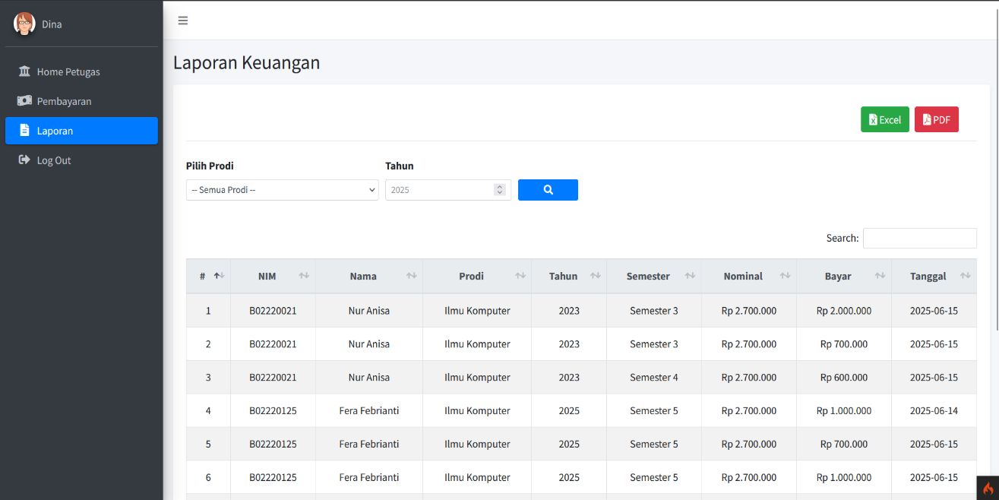 Dina
Home Petugas
Pembayaran
Laporan
Log Out
Laporan Keuangan
Excel PDF
Pilih Prodi Tahun
-- Semua Prodi -- 2025
Search:
# NIM Nama Prodi Tahun Semester Nominal Bayar Tanggal
1 B02220021 Nur Anisa Ilmu Komputer 2023 Semester 3 Rp 2.700.000 Rp 2.000.000 2025-06-15
2 B02220021 Nur Anisa Ilmu Komputer 2023 Semester 3 Rp 2.700.000 Rp 700.000 2025-06-15
3 B02220021 Nur Anisa Ilmu Komputer 2023 Semester 4 Rp 2.700.000 Rp 600.000 2025-06-15
4 B02220125 Fera Febrianti Ilmu Komputer 2025 Semester 5 Rp 2.700.000 Rp 1.000.000 2025-06-14
5 B02220125 Fera Febrianti Ilmu Komputer 2025 Semester 5 Rp 2.700.000 Rp 700.000 2025-06-15
6 B02220125 Fera Febrianti Ilmu Komputer 2025 Semester 5 Rp 2.700.000 Rp 1.000.000 2025-06-15